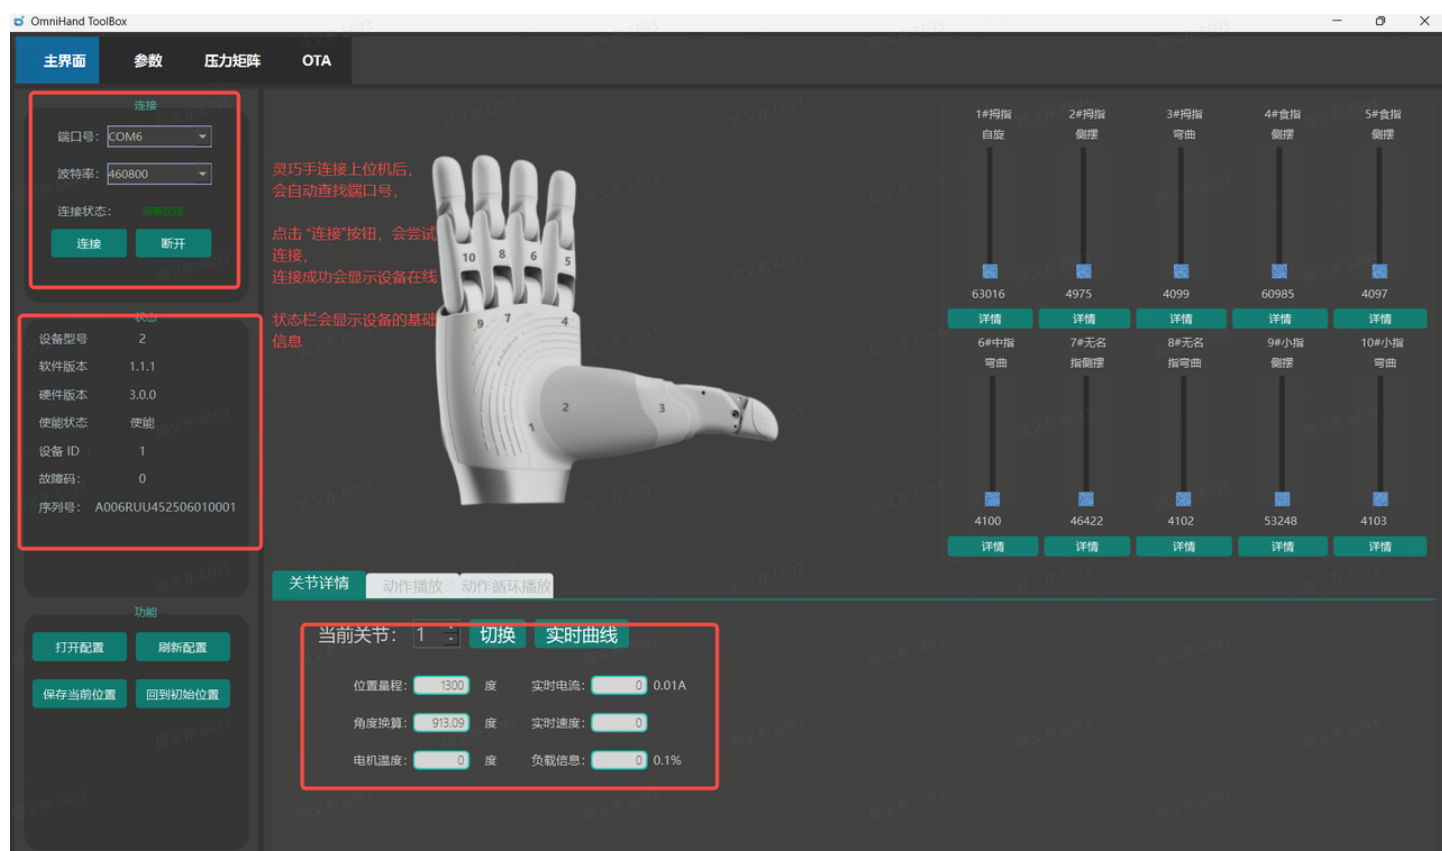 OmniHand ToolBox
主界面 参数 压力矩阵 OTA
连接
端口号: COM6
波特率: 460800
连接状态: 设备在线
连接 断开
状态
设备型号 2
软件版本 1.1.1
硬件版本 3.0.0
使能状态 使能
设备 ID 1
故障码: 0
序列号: A006RUU452506010001
功能
打开配置 刷新配置
保存当前位置 回到初始位置
灵巧手连接上位机后，
会自动查找端口号，
点击 “连接”按钮，会尝试
连接，
连接成功会显示设备在线
状态栏会显示设备的基础
信息
10 8 6 5
9 7 4
2 3
1
1#拇指 2#拇指 3#拇指 4#食指 5#食指
自旋 侧摆 弯曲 侧摆 侧摆
63016 4975 4099 60985 4097
详情 详情 详情 详情 详情
6#中指 7#无名 8#无名 9#小指 10#小指
弯曲 指侧摆 指弯曲 侧摆 弯曲
4100 46422 4102 53248 4103
详情 详情 详情 详情 详情
关节详情 动作播放 动作循环播放
当前关节: 1 切换 实时曲线
位置量程: 1300 度 实时电流: 0 0.01A
角度换算: 913.09 度 实时速度: 0
电机温度: 0 度 负载信息: 0 0.1%